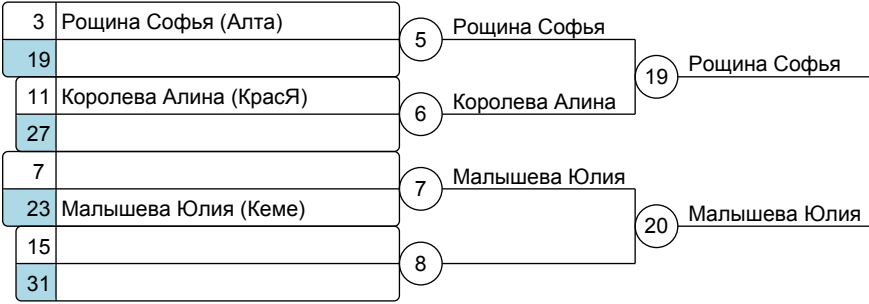 3 Рощина Софья (Алта)
19
5 Рощина Софья
11 Королева Алина (КрасЯ)
27
6 Королева Алина
19 Рощина Софья
7
23 Малышева Юлия (Кеме)
7 Малышева Юлия
15
31
8
20 Малышева Юлия